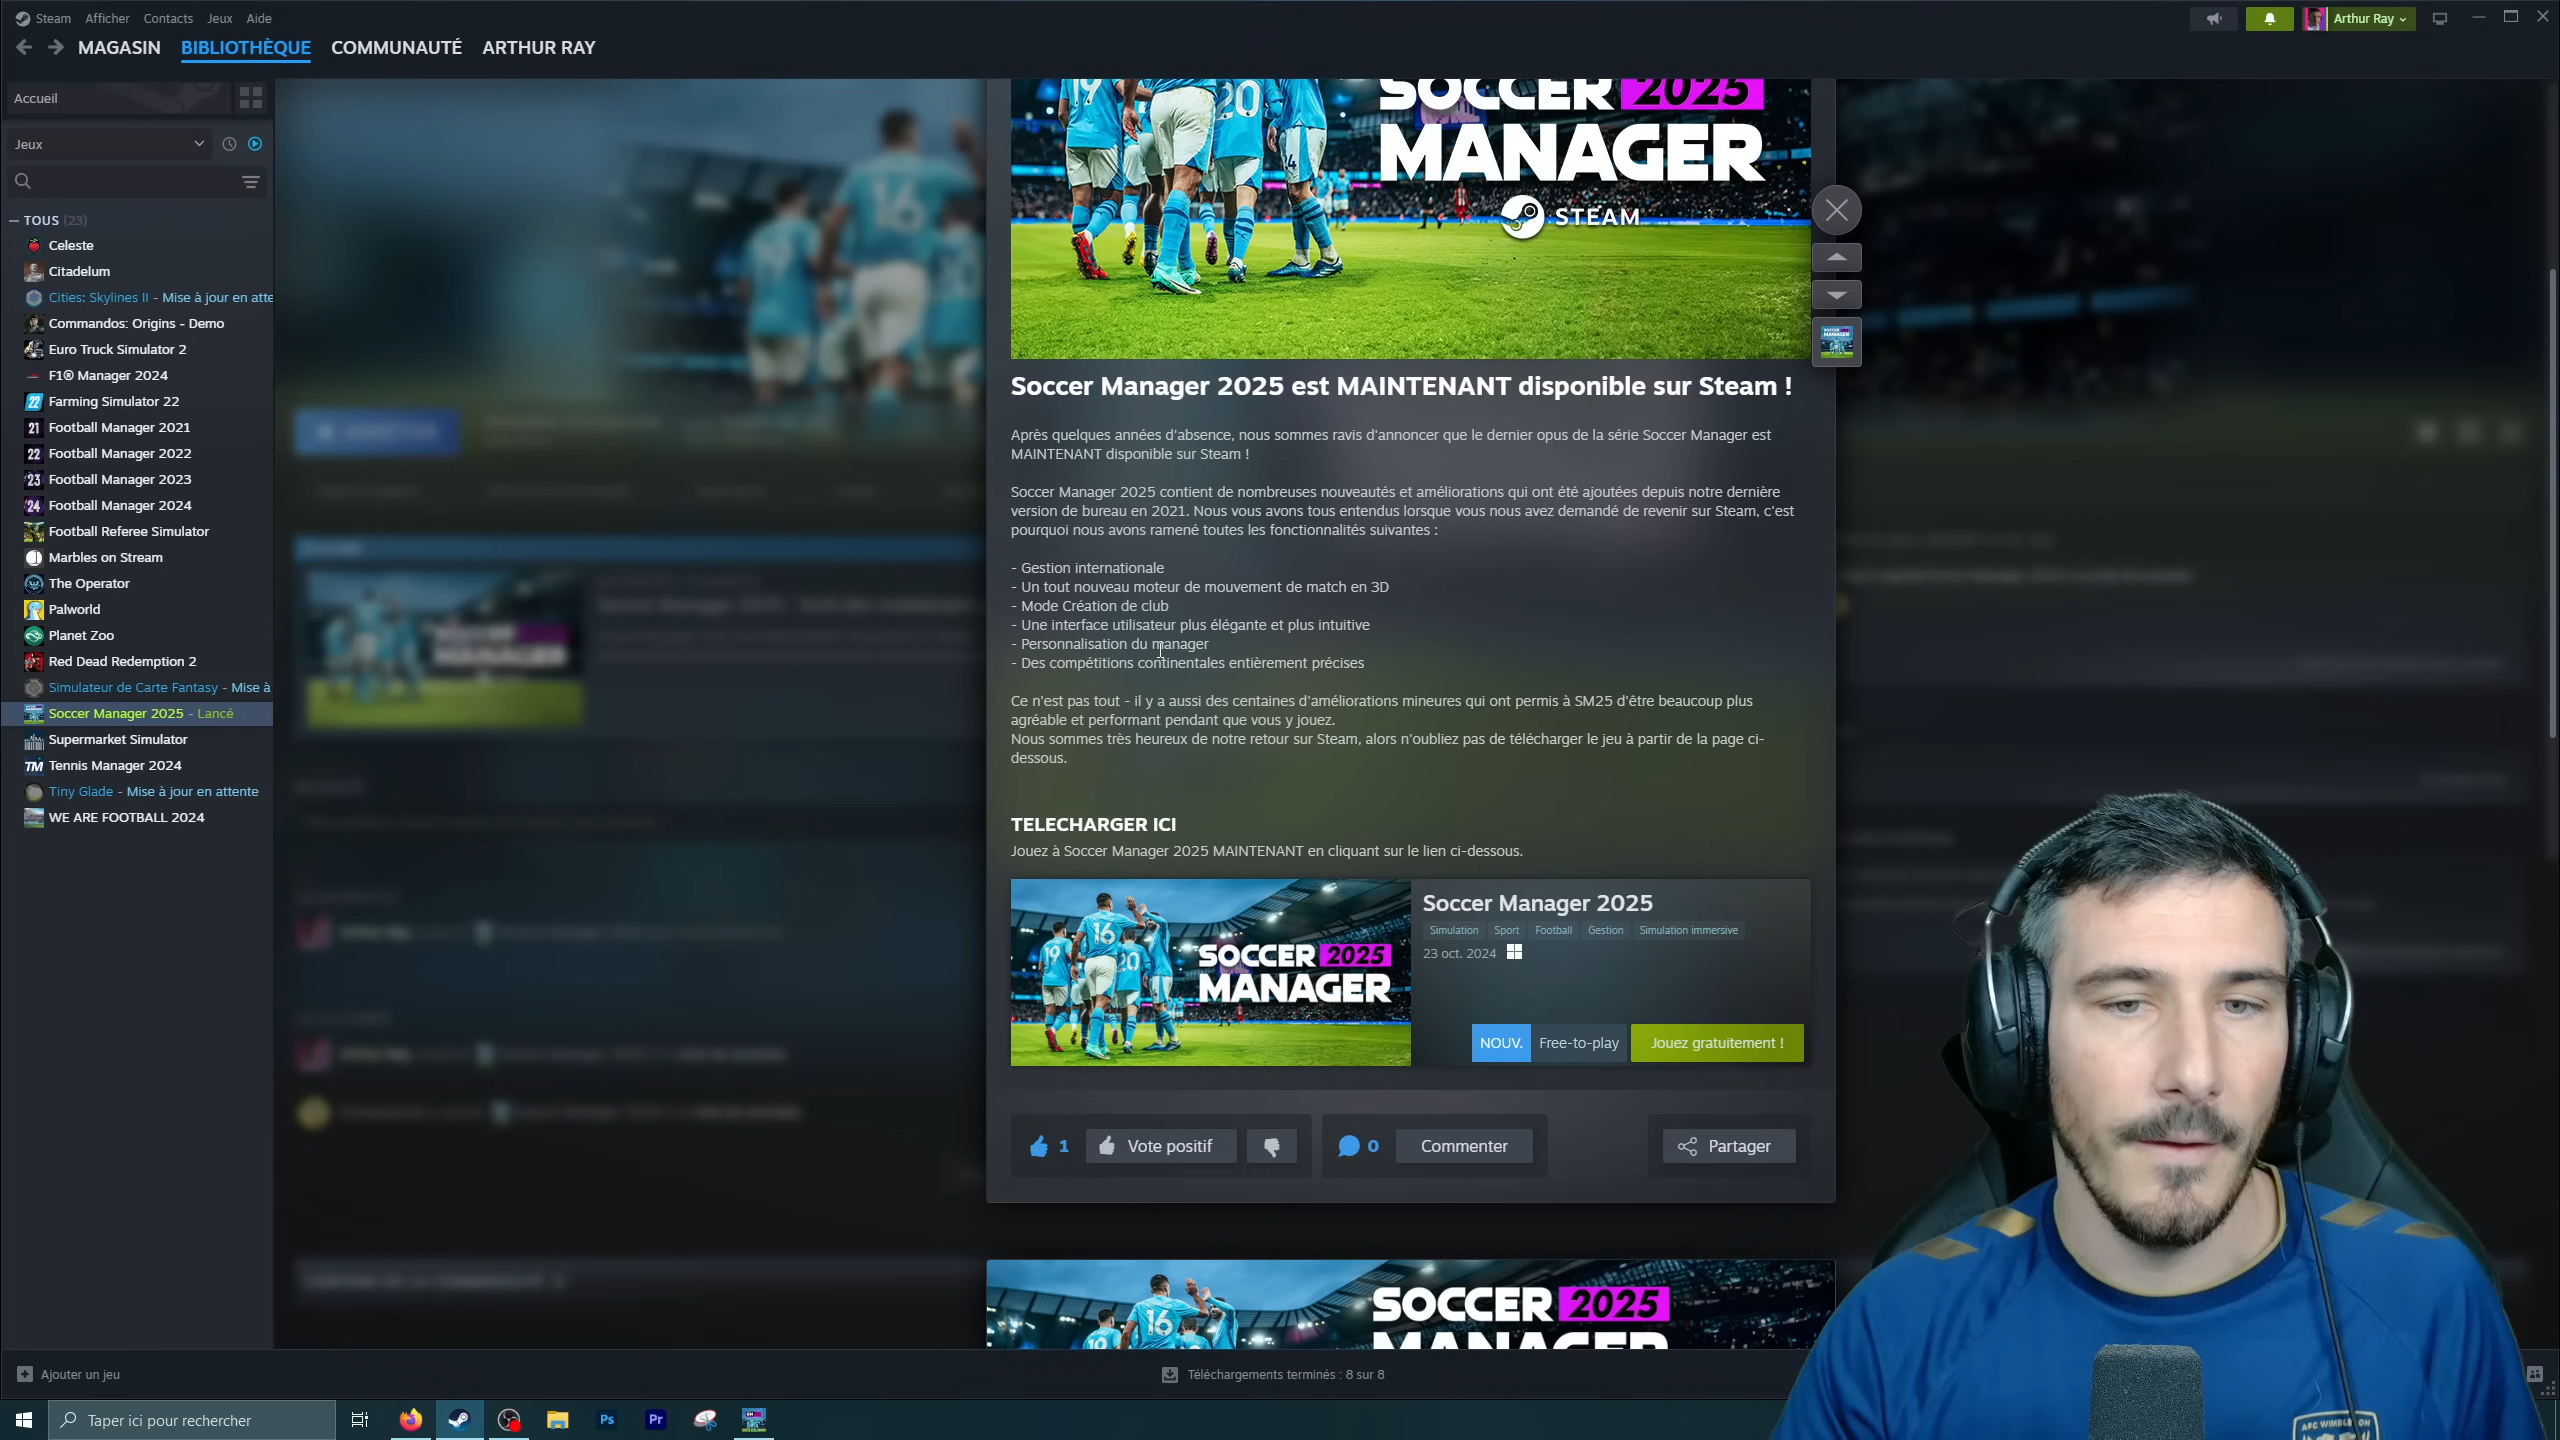 Steam Afficher Contacts Jeux Aide
Arthur Ray
MAGASIN BIBLIOTHÈQUE COMMUNAUTÉ ARTHUR RAY
Accueil
Jeux
TOUS (23)
Celeste
Citadelum
Cities: Skylines II - Mise à jour en atte
Commandos: Origins - Demo
Euro Truck Simulator 2
F1® Manager 2024
Farming Simulator 22
Football Manager 2021
Football Manager 2022
Football Manager 2023
Football Manager 2024
Football Referee Simulator
Marbles on Stream
The Operator
Palworld
Planet Zoo
Red Dead Redemption 2
Simulateur de Carte Fantasy - Mise à
Soccer Manager 2025 - Lancé
Supermarket Simulator
Tennis Manager 2024
Tiny Glade - Mise à jour en attente
WE ARE FOOTBALL 2024
SOCCER 2025
MANAGER
STEAM
Soccer Manager 2025 est MAINTENANT disponible sur Steam !
Après quelques années d'absence, nous sommes ravis d'annoncer que le dernier opus de la série Soccer Manager est
MAINTENANT disponible sur Steam !
Soccer Manager 2025 contient de nombreuses nouveautés et améliorations qui ont été ajoutées depuis notre dernière
version de bureau en 2021. Nous vous avons tous entendus lorsque vous nous avez demandé de revenir sur Steam, c'est
pourquoi nous avons ramené toutes les fonctionnalités suivantes :
- Gestion internationale
- Un tout nouveau moteur de mouvement de match en 3D
- Mode Création de club
- Une interface utilisateur plus élégante et plus intuitive
- Personnalisation du manager
- Des compétitions continentales entièrement précises
Ce n'est pas tout - il y a aussi des centaines d'améliorations mineures qui ont permis à SM25 d'être beaucoup plus
agréable et performant pendant que vous y jouez.
Nous sommes très heureux de notre retour sur Steam, alors n'oubliez pas de télécharger le jeu à partir de la page ci-
dessous.
TELECHARGER ICI
Jouez à Soccer Manager 2025 MAINTENANT en cliquant sur le lien ci-dessous.
SOCCER 2025
MANAGER
Soccer Manager 2025
Simulation Sport Football Gestion Simulation immersive
23 oct. 2024
NOUV. Free-to-play Jouez gratuitement !
1 Vote positif 0 Commenter Partager
SOCCER 2025
MANAGER
Ajouter un jeu
Téléchargements terminés : 8 sur 8
Taper ici pour rechercher
Ps
Pr
AFC WIMBLEDON